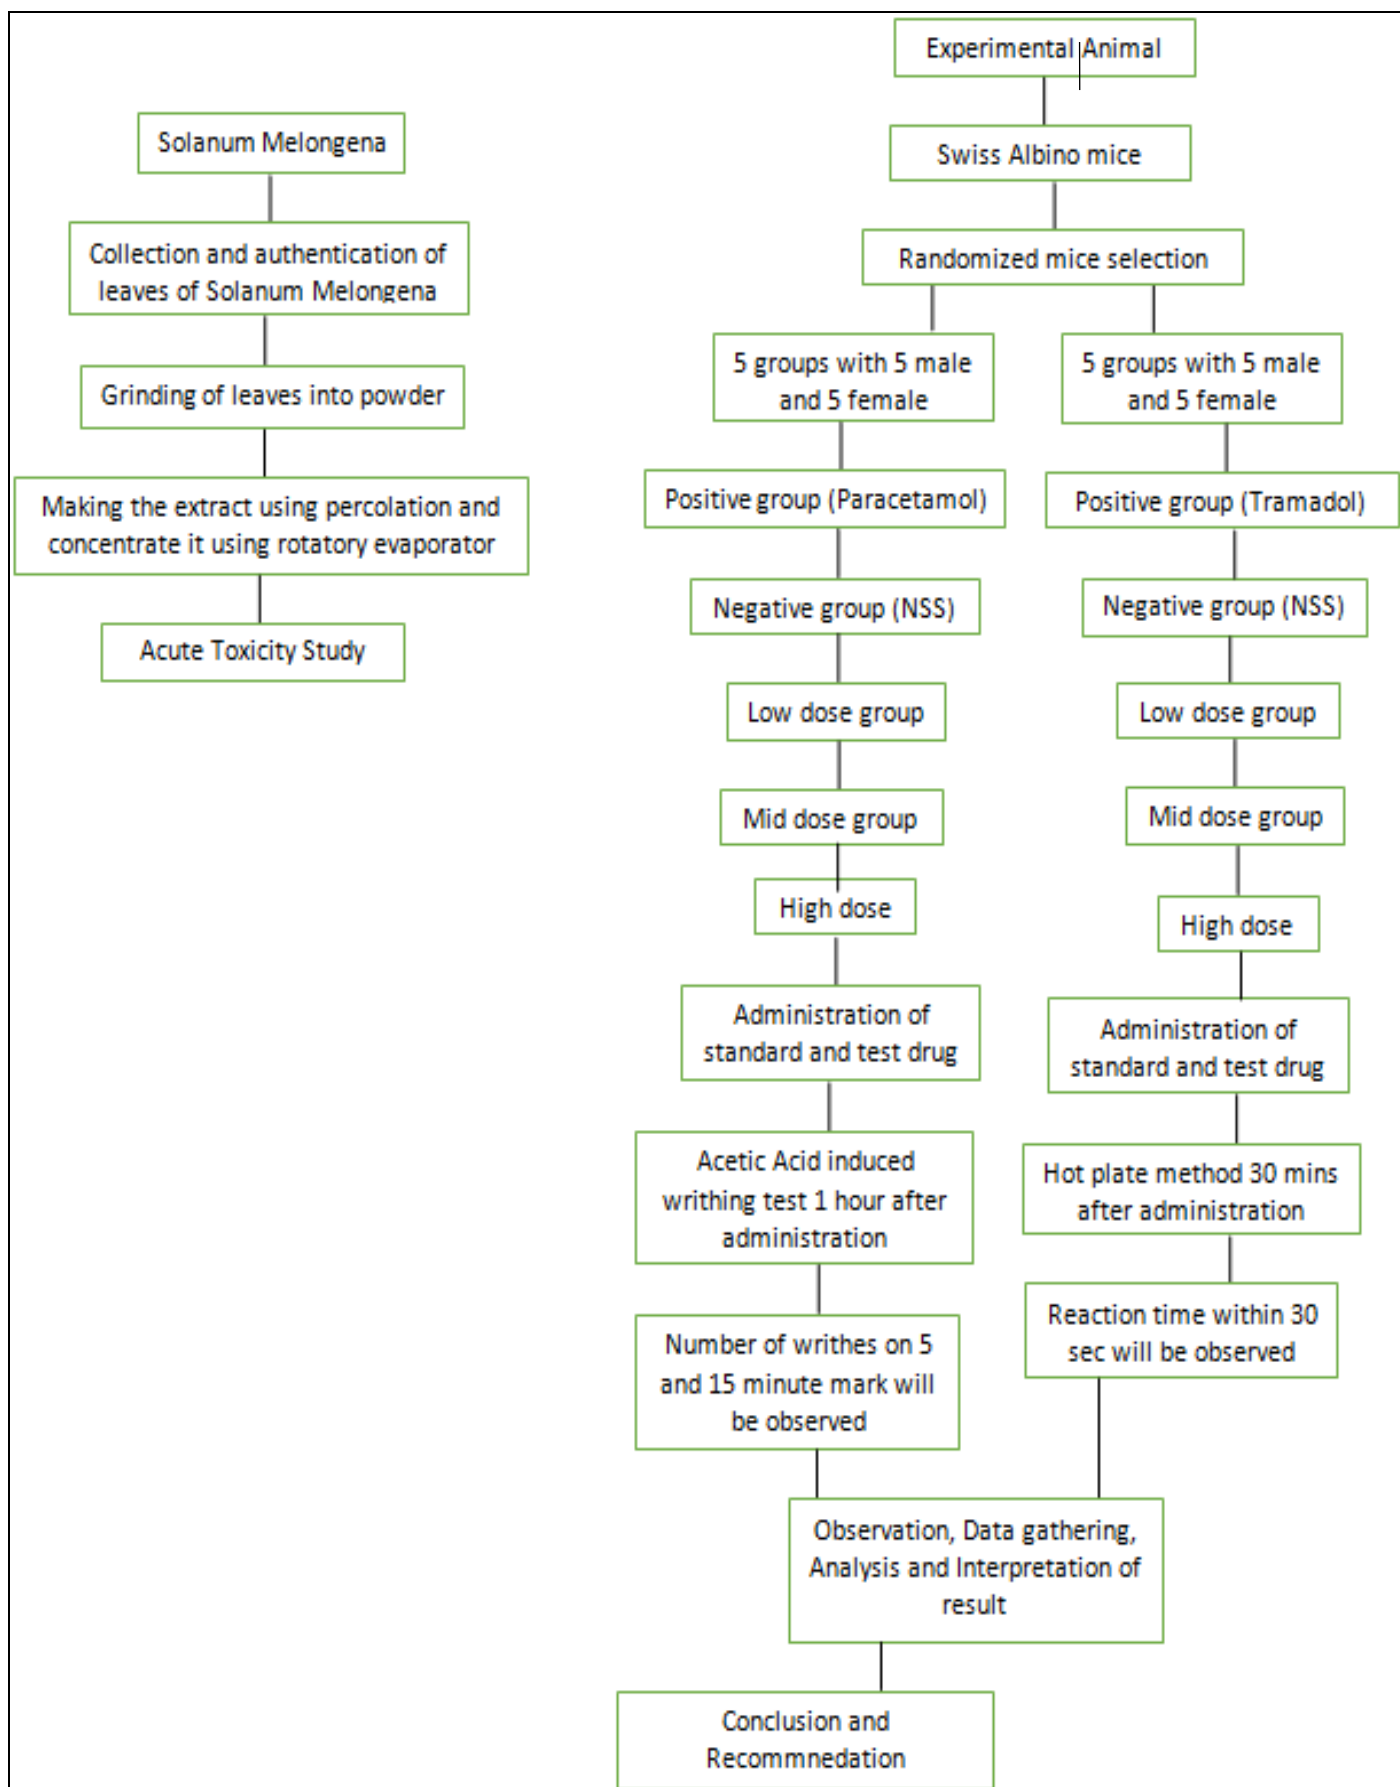 Solanum Melongena
Collection and authentication of
leaves of Solanum Melongena
Grinding of leaves into powder
Making the extract using percolation and
concentrate it using rotatory evaporator
Acute Toxicity Study
Experimental Animal
Swiss Albino mice
Randomized mice selection
5 groups with 5 male
and 5 female
Positive group (Paracetamol)
Negative group (NSS)
Low dose group
Mid dose group
High dose
Administration of
standard and test drug
Acetic Acid induced
writhing test 1 hour after
administration
Number of writhes on 5
and 15 minute mark will
be observed
5 groups with 5 male
and 5 female
Positive group (Tramadol)
Negative group (NSS)
Low dose group
Mid dose group
High dose
Administration of
standard and test drug
Hot plate method 30 mins
after administration
Reaction time within 30
sec will be observed
Observation, Data gathering,
Analysis and Interpretation of
result
Conclusion and
Recommnedation